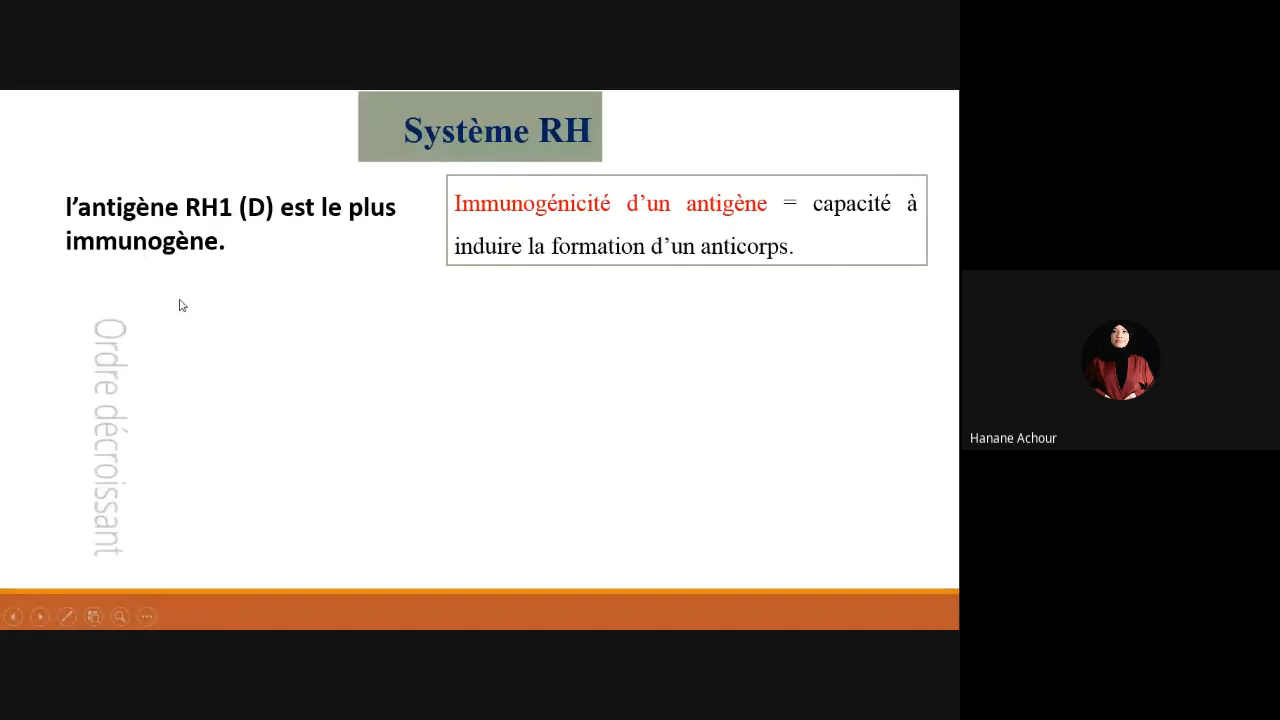 Système RH
l’antigène RH1 (D) est le plus
immunogène.
Immunogénicité d’un antigène = capacité à
induire la formation d’un anticorps.
Ordre décroissant
Hanane Achour